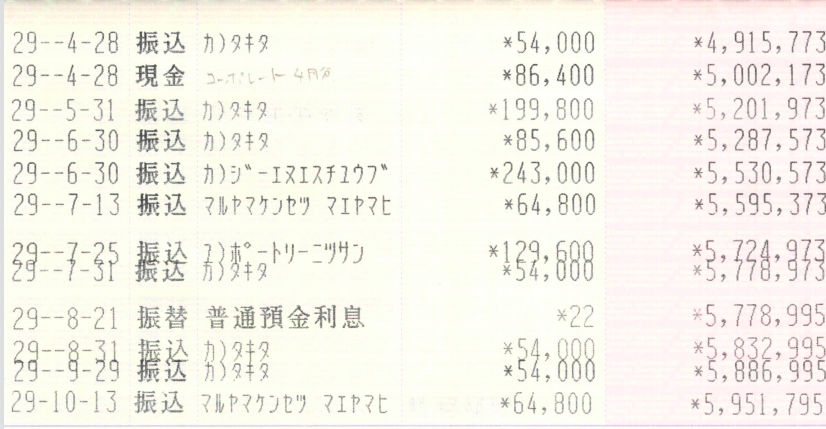 29--4-28 振込 カ)タキタ *54,000 *4,915,773
29--4-28 現金 コーポレート 4月分 *86,400 *5,002,173
29--5-31 振込 カ)タキタ *199,800 *5,201,973
29--6-30 振込 カ)タキタ *85,600 *5,287,573
29--6-30 振込 カ)ジーエヌエスチユウブ *243,000 *5,530,573
29--7-13 振込 マルヤマケンセツ マエヤマヒ *64,800 *5,595,373
29--7-25 振込 ユ)ポートリーニツサン *129,600 *5,724,973
29--7-31 振込 カ)タキタ *54,000 *5,778,973
29--8-21 振替 普通預金利息 *22 *5,778,995
29--8-31 振込 カ)タキタ *54,000 *5,832,995
29--9-29 振込 カ)タキタ *54,000 *5,886,995
29-10-13 振込 マルヤマケンセツ マエヤマヒ *64,800 *5,951,795